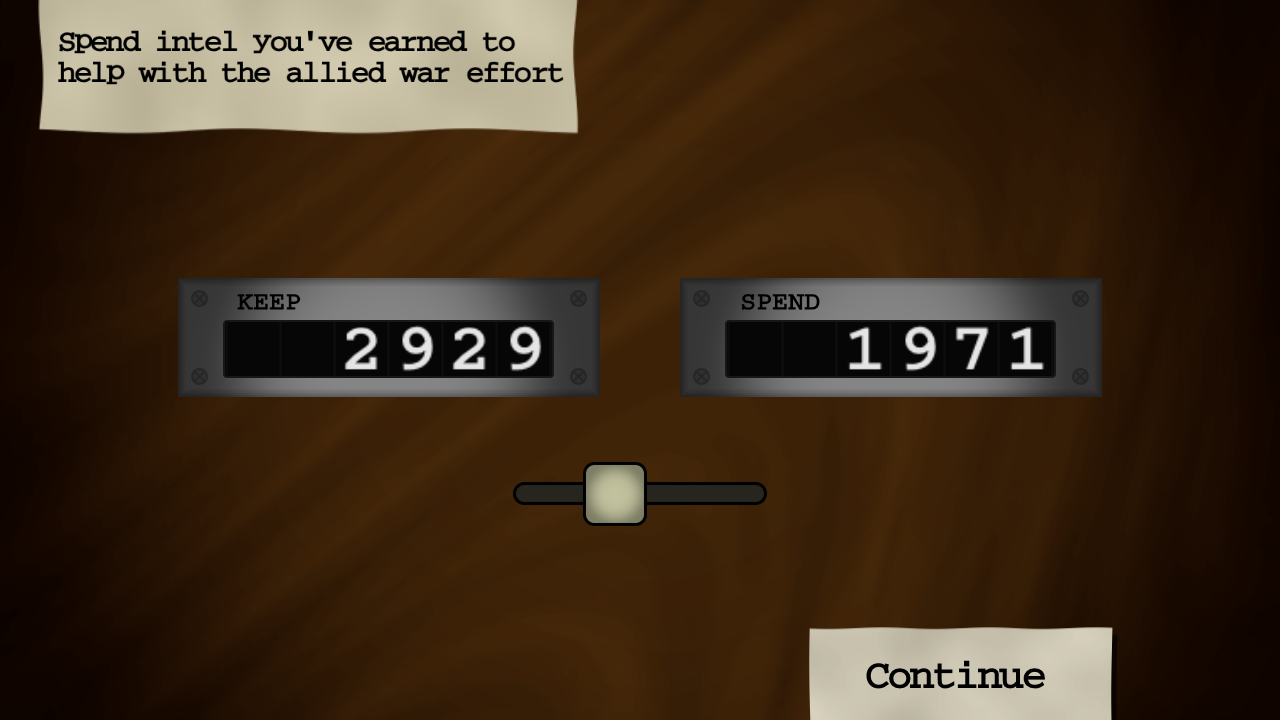 Spend intel you've earned to
help with the allied war effort
KEEP
2929
SPEND
1971
Continue